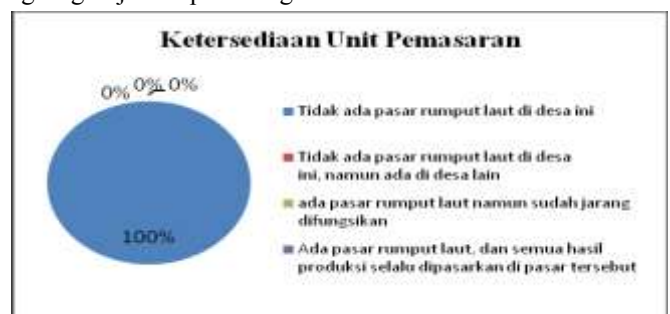 Ketersediaan Unit Pemasaran
0% 0% 0%
100%
Tidak ada pasar rumput laut di desa ini
Tidak ada pasar rumput laut di desa
ini, namun ada di desa lain
ada pasar rumput laut namun sudah jarang
difungsikan
Ada pasar rumput laut, dan semua hasil
produksi selalu dipasarkan di pasar tersebut